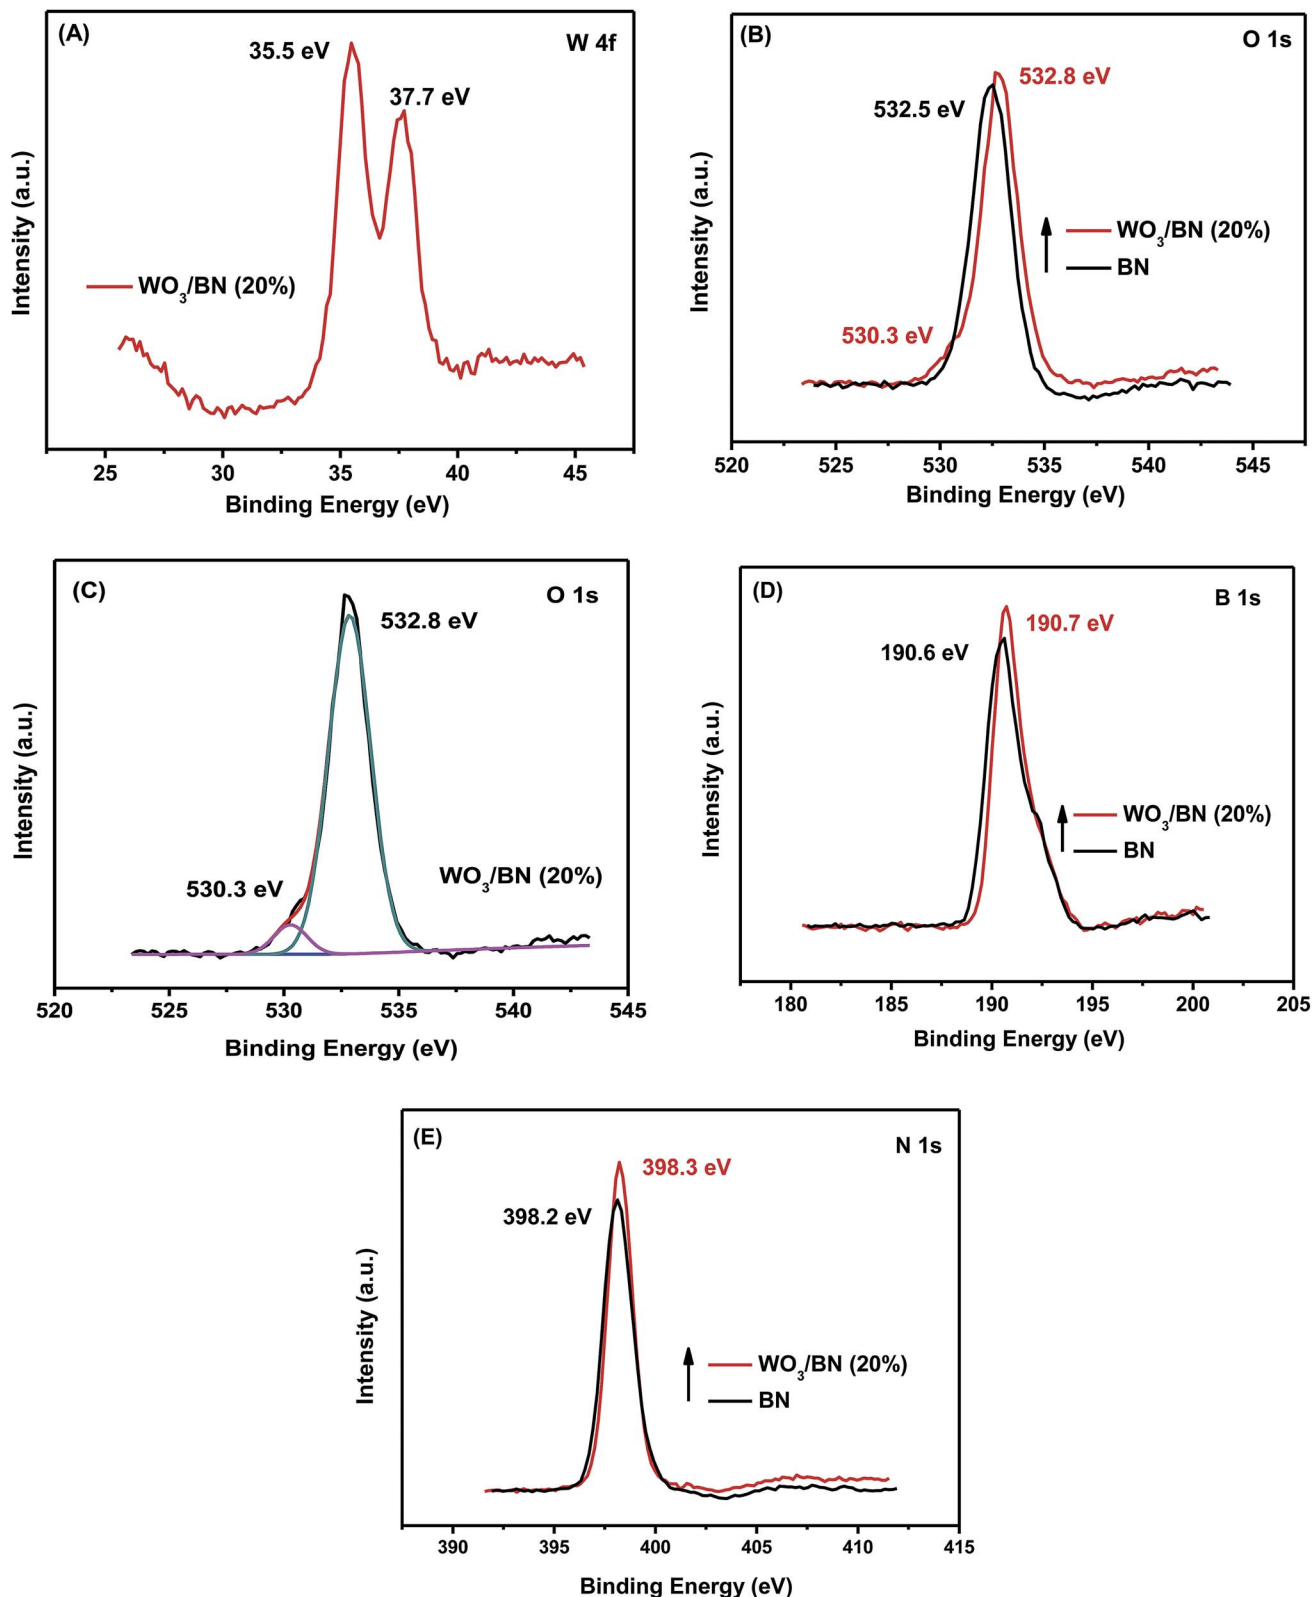 (A)
W 4f
35.5 eV
37.7 eV
WO3/BN (20%)
Intensity (a.u.)
25 30 35 40 45
Binding Energy (eV)
(B)
O 1s
532.8 eV
532.5 eV
WO3/BN (20%)
BN
530.3 eV
Intensity (a.u.)
520 525 530 535 540 545
Binding Energy (eV)
(C)
O 1s
532.8 eV
530.3 eV
WO3/BN (20%)
Intensity (a.u.)
520 525 530 535 540 545
Binding Energy (eV)
(D)
B 1s
190.7 eV
190.6 eV
WO3/BN (20%)
BN
Intensity (a.u.)
180 185 190 195 200 205
Binding Energy (eV)
(E)
N 1s
398.3 eV
398.2 eV
WO3/BN (20%)
BN
Intensity (a.u.)
390 395 400 405 410 415
Binding Energy (eV)